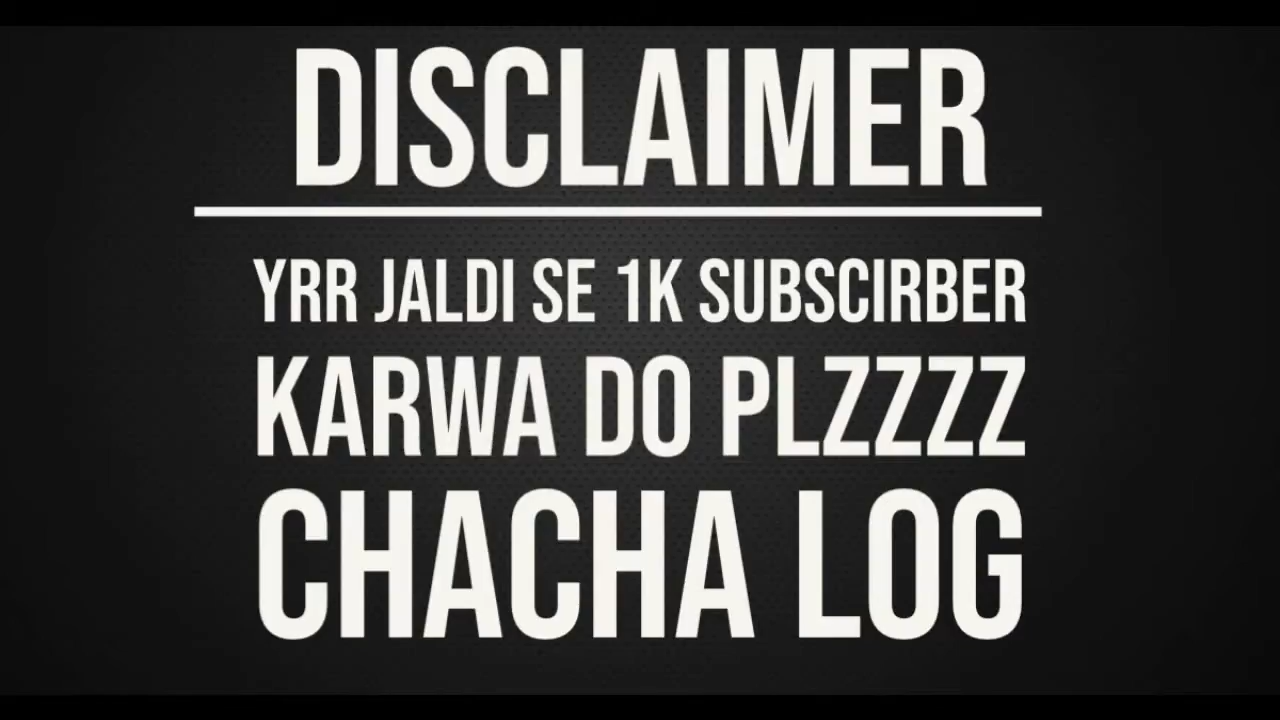 DISCLAIMER
YRR JALDI SE 1K SUBSCIRBER
KARWA DO PLZZZZ
CHACHA LOG